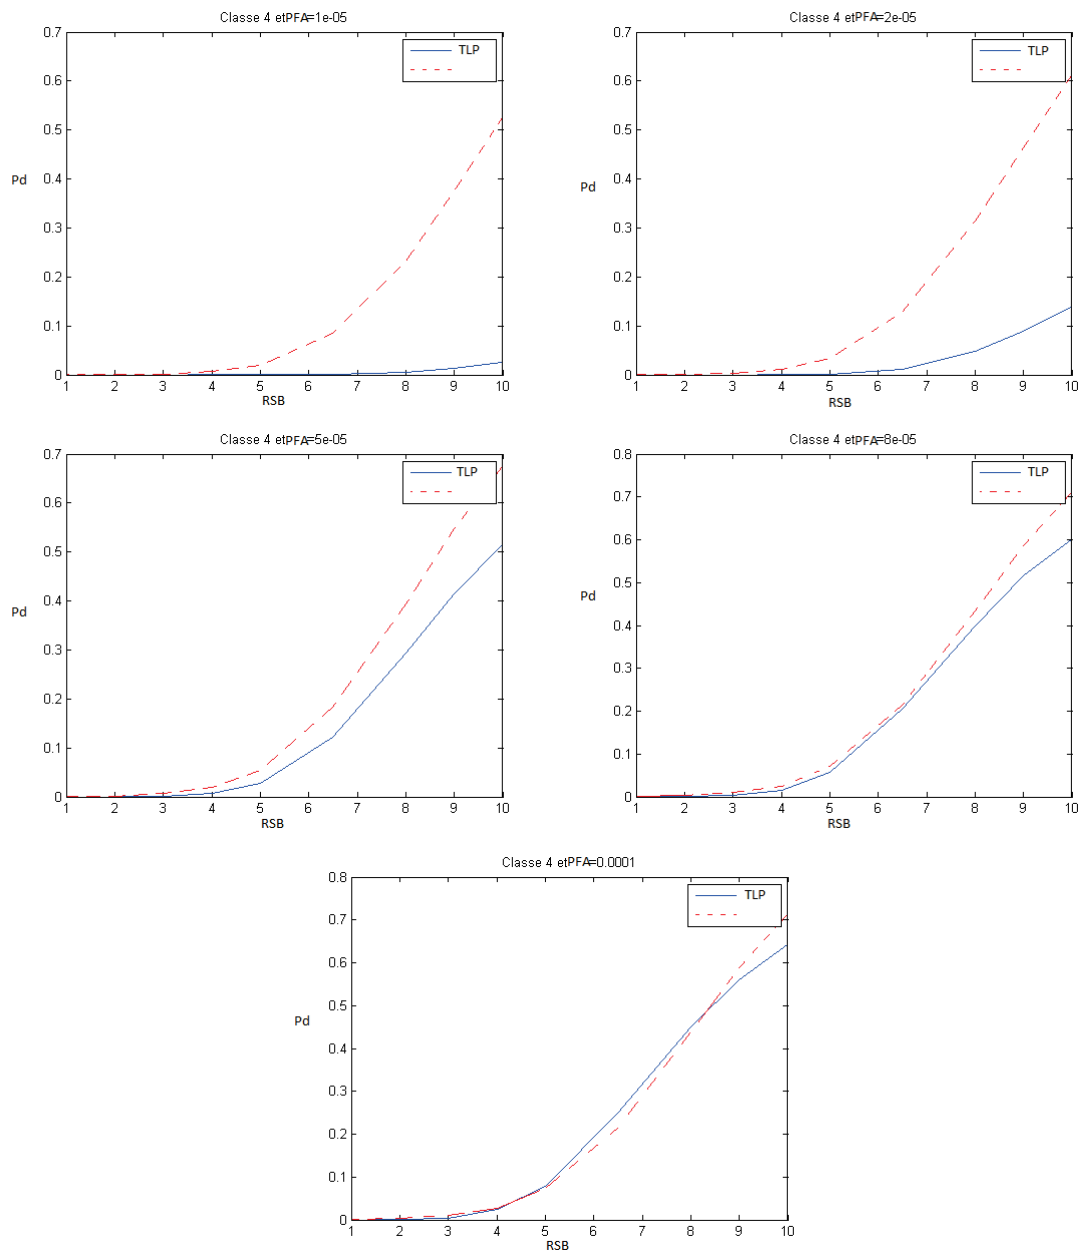 Classe 4 etPFA=1e-05
0.7
0.6
0.5
0.4
0.3
0.2
0.1
0
Pd
TLP
1 2 3 4 5 6 7 8 9 10
RSB
Classe 4 etPFA=2e-05
0.7
0.6
0.5
0.4
0.3
0.2
0.1
0
Pd
TLP
1 2 3 4 5 6 7 8 9 10
RSB
Classe 4 etPFA=5e-05
0.7
0.6
0.5
0.4
0.3
0.2
0.1
0
Pd
TLP
1 2 3 4 5 6 7 8 9 10
RSB
Classe 4 etPFA=8e-05
0.8
0.7
0.6
0.5
0.4
0.3
0.2
0.1
0
Pd
TLP
1 2 3 4 5 6 7 8 9 10
RSB
Classe 4 etPFA=0.0001
0.8
0.7
0.6
0.5
0.4
0.3
0.2
0.1
0
Pd
TLP
1 2 3 4 5 6 7 8 9 10
RSB